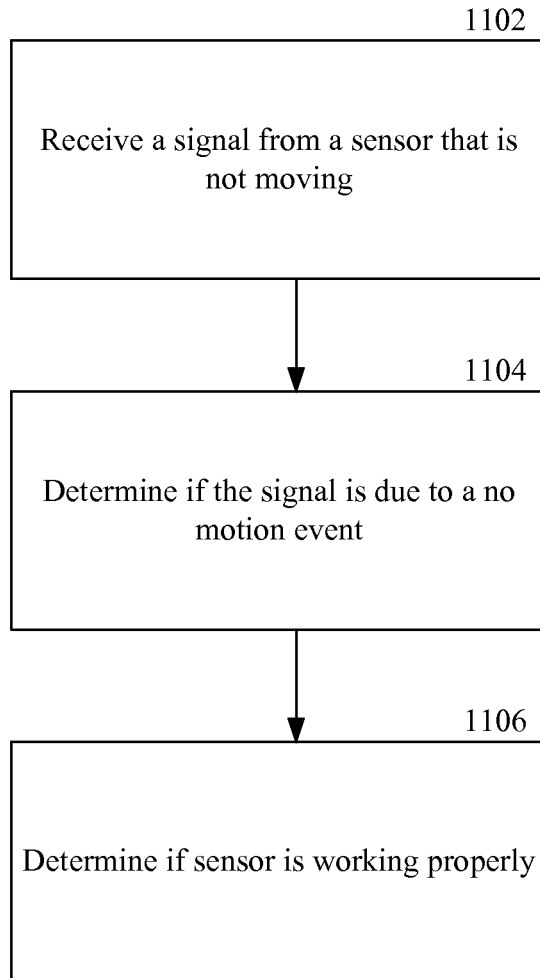 1102
Receive a signal from a sensor that is
not moving
1104
Determine if the signal is due to a no
motion event
1106
Determine if sensor is working properly